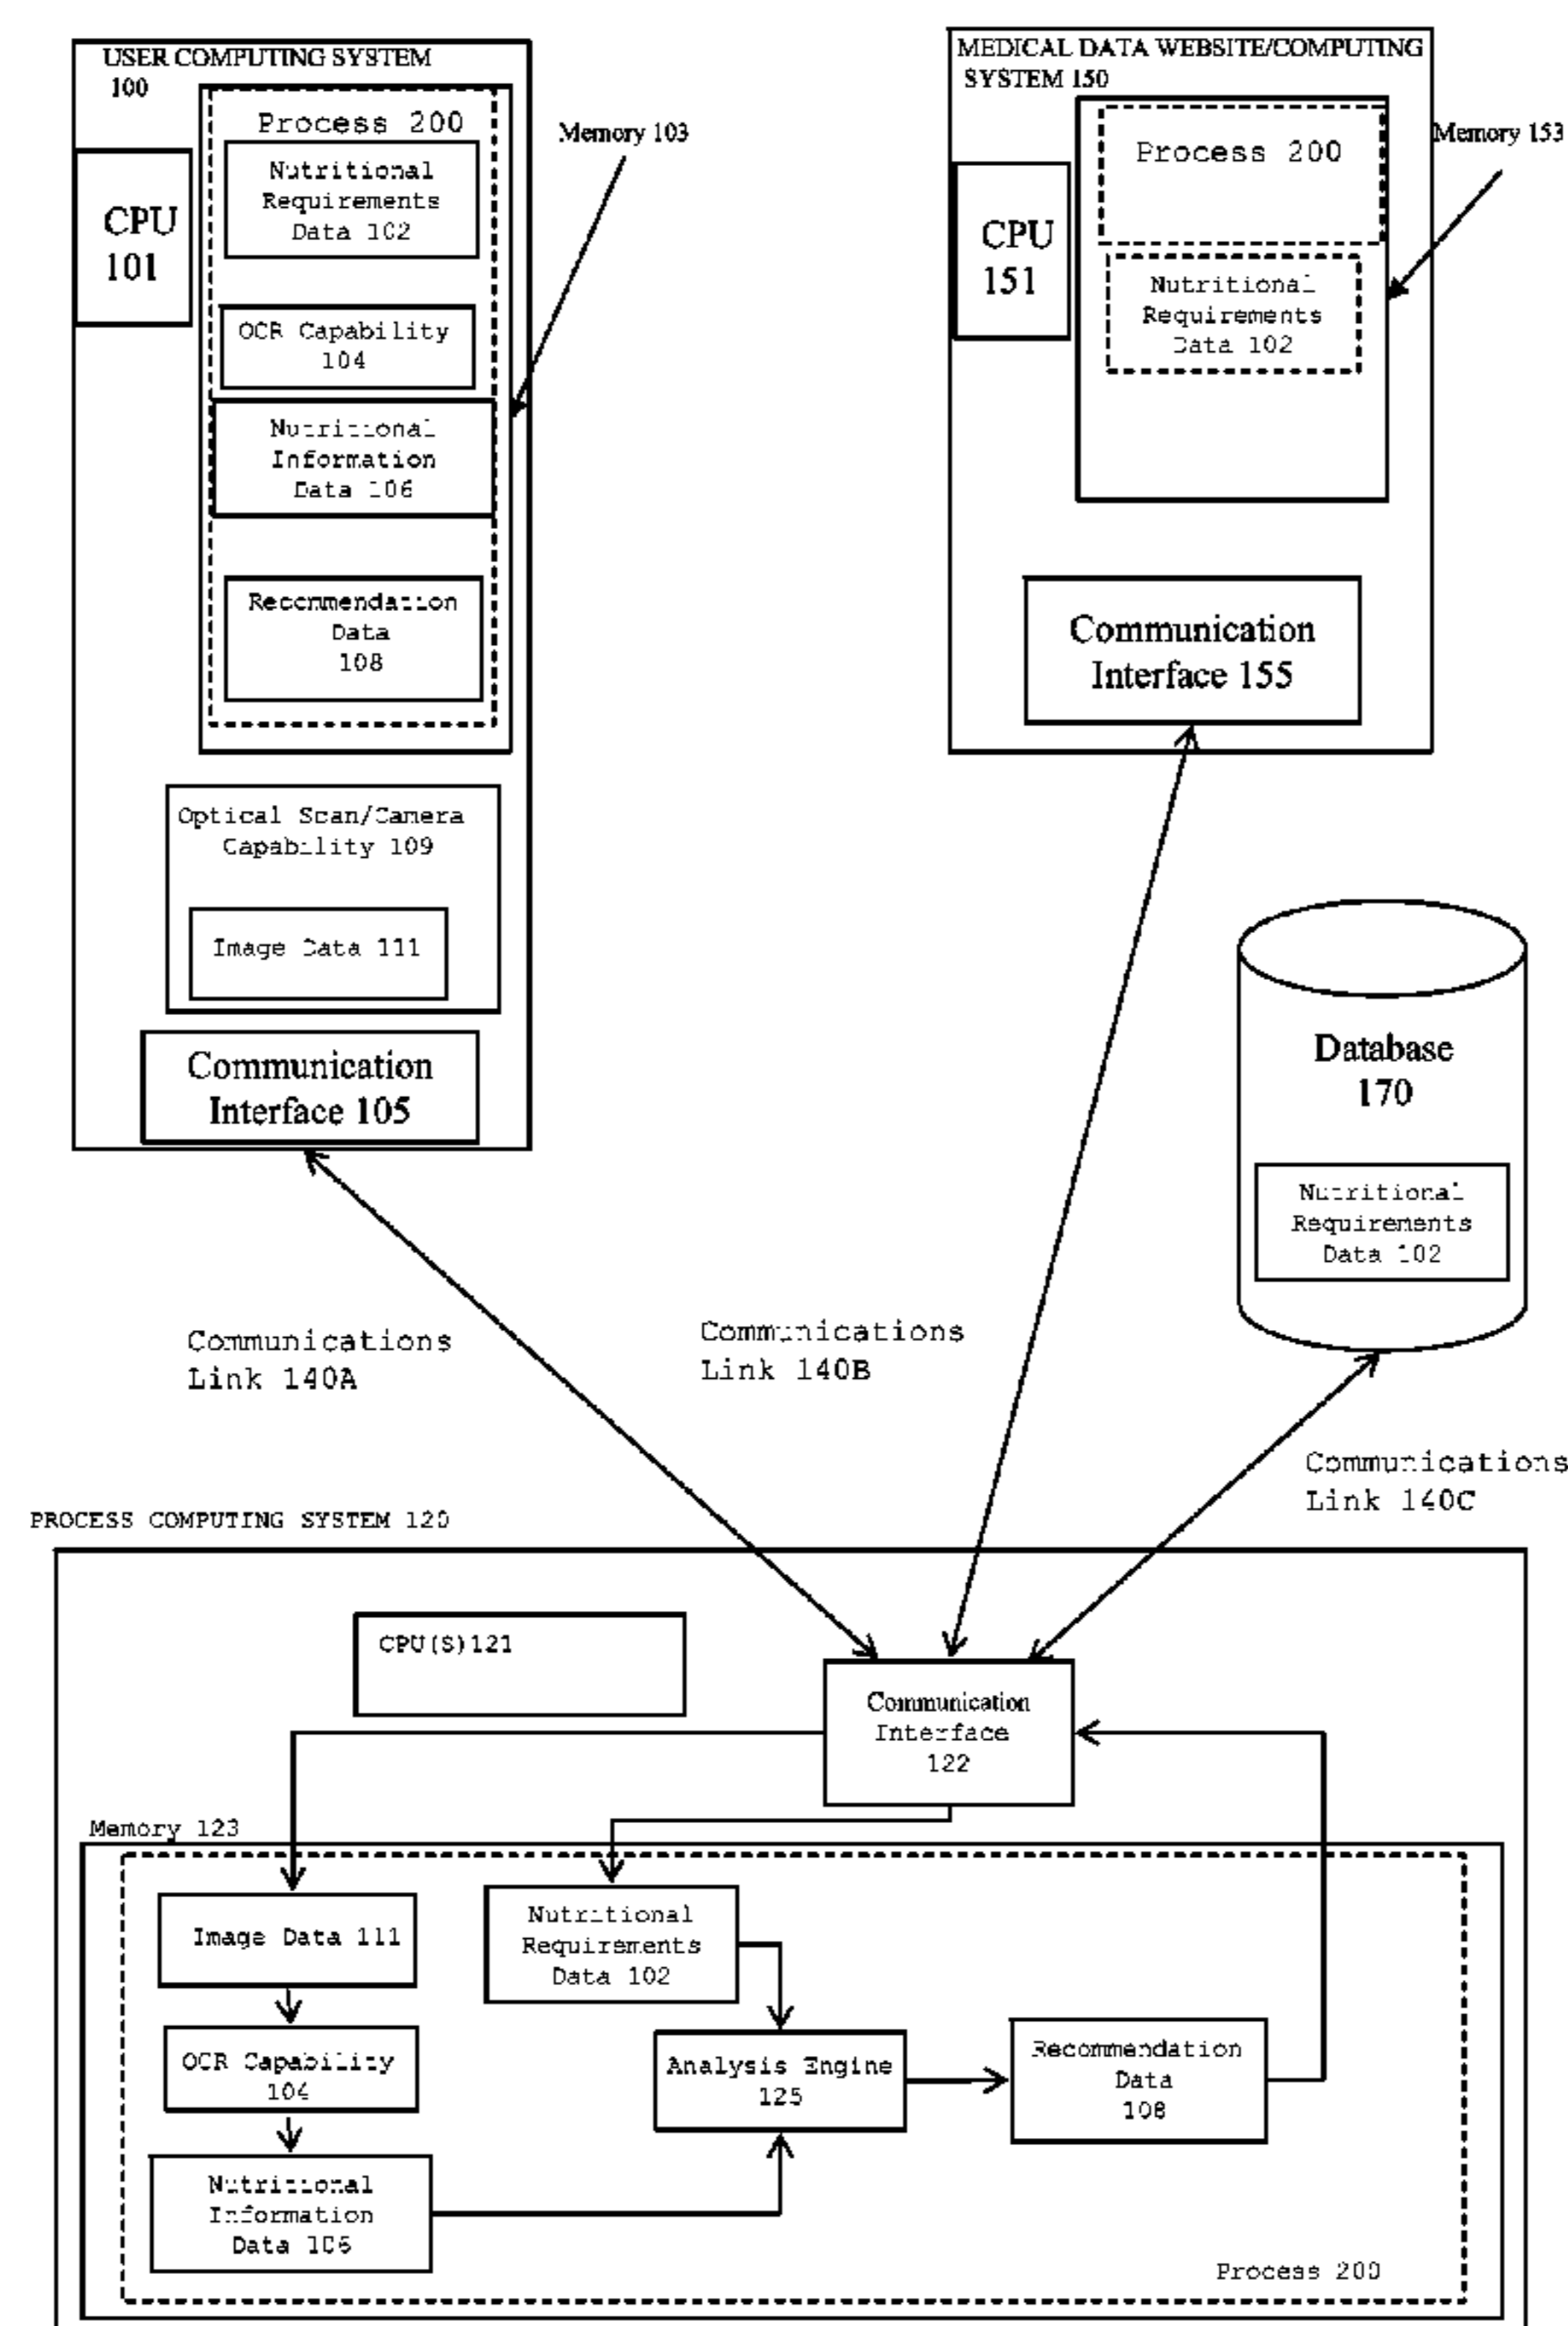 USER COMPUTING SYSTEM
100
Process 200
Nutritional
Requirements
Data 102
CPU
101
OCR Capability
104
Nutritional
Information
Data 106
Recommendation
Data
108
Memory 103
Optical Scan/Camera
Capability 109
Image Data 111
Communication
Interface 105
MEDICAL DATA WEBSITE/COMPUTING
SYSTEM 150
Process 200
Memory 153
CPU
151
Nutritional
Requirements
Data 102
Communication
Interface 155
Database
170
Nutritional
Requirements
Data 102
Communications
Link 140A
Communications
Link 140B
Communications
Link 140C
PROCESS COMPUTING SYSTEM 120
CPU(S)121
Communication
Interface
122
Memory 123
Image Data 111
Nutritional
Requirements
Data 102
OCR Capability
104
Analysis Engine
125
Recommendation
Data
108
Nutritional
Information
Data 106
Process 200